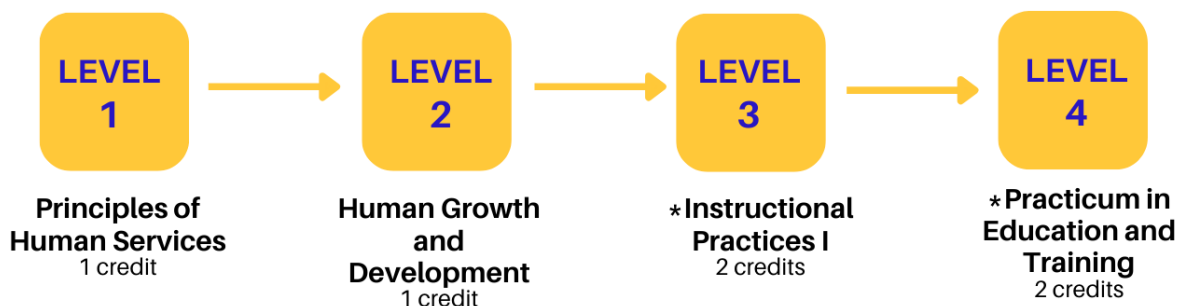 LEVEL
1
Principles of
Human Services
1 credit
LEVEL
2
Human Growth
and
Development
1 credit
LEVEL
3
*Instructional
Practices I
2 credits
LEVEL
4
*Practicum in
Education and
Training
2 credits